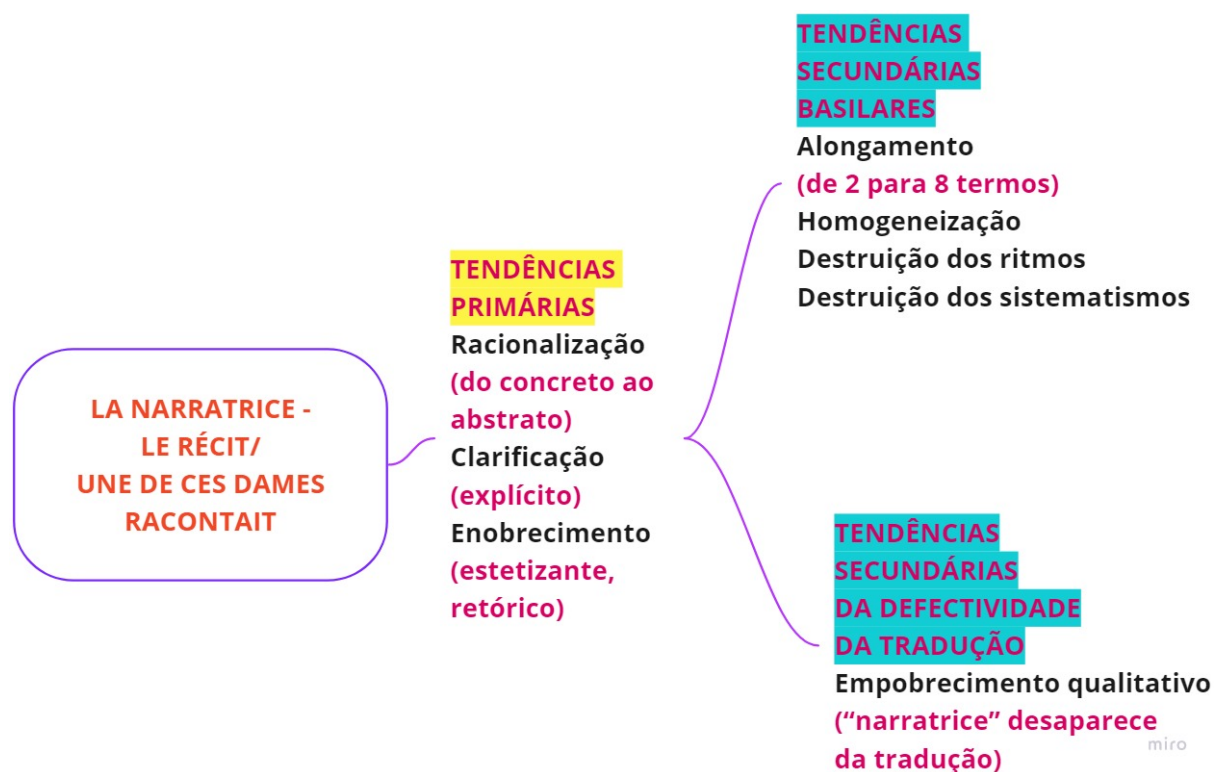 LA NARRATRICE -
LE RÉCIT/
UNE DE CES DAMES
RACONTAIT
TENDÊNCIAS
PRIMÁRIAS
Racionalização
(do concreto ao
abstrato)
Clarificação
(explícito)
Enobrecimento
(estetizante,
retórico)
TENDÊNCIAS
SECUNDÁRIAS
BASILARES
Alongamento
(de 2 para 8 termos)
Homogeneização
Destruição dos ritmos
Destruição dos sistematismos
TENDÊNCIAS
SECUNDÁRIAS
DA DEFECTIVIDADE
DA TRADUÇÃO
Empobrecimento qualitativo
(“narratrice” desaparece
da tradução)
miro